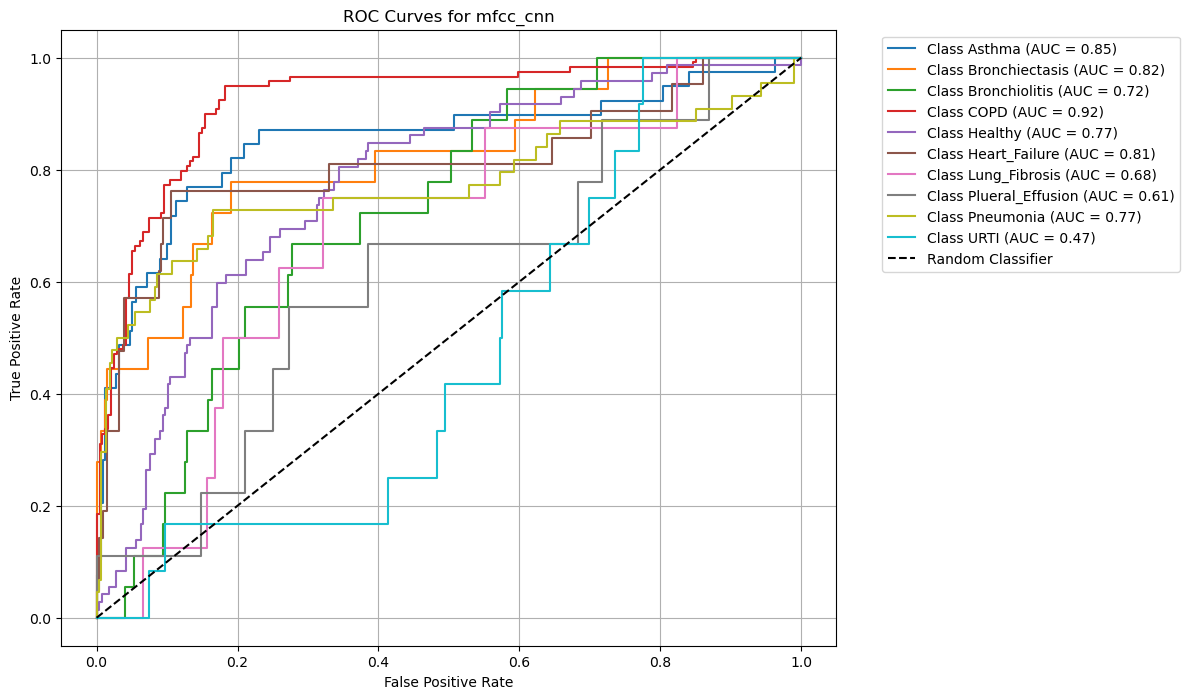 ROC Curves for mfcc_cnn
True Positive Rate
1.0
0.8
0.6
0.4
0.2
0.0
0.0 0.2 0.4 0.6 0.8 1.0
False Positive Rate
Class Asthma (AUC = 0.85)
Class Bronchiectasis (AUC = 0.82)
Class Bronchiolitis (AUC = 0.72)
Class COPD (AUC = 0.92)
Class Healthy (AUC = 0.77)
Class Heart_Failure (AUC = 0.81)
Class Lung_Fibrosis (AUC = 0.68)
Class Plueral_Effusion (AUC = 0.61)
Class Pneumonia (AUC = 0.77)
Class URTI (AUC = 0.47)
Random Classifier